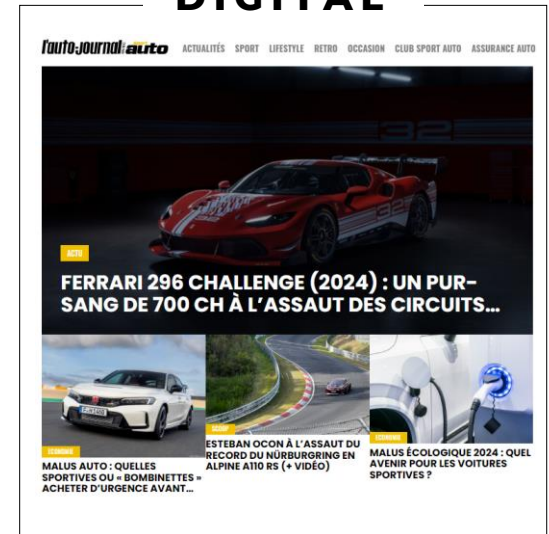 DIGITAL
l'auto-journal auto
ACTUALITÉS SPORT LIFESTYLE RETRO OCCASION CLUB SPORT AUTO ASSURANCE AUTO
32
32
ACTU
FERRARI 296 CHALLENGE (2024) : UN PUR-
SANG DE 700 CH À L'ASSAUT DES CIRCUITS...
ECONOMIE
MALUS AUTO : QUELLES
SPORTIVES OU « BOMBINETTES »
ACHETER D'URGENCE AVANT...
SCOOP
ESTEBAN OCON À L'ASSAUT DU
RECORD DU NÜRBURGRING EN
ALPINE A110 RS (+ VIDÉO)
ECONOMIE
MALUS ÉCOLOGIQUE 2024 : QUEL
AVENIR POUR LES VOITURES
SPORTIVES ?